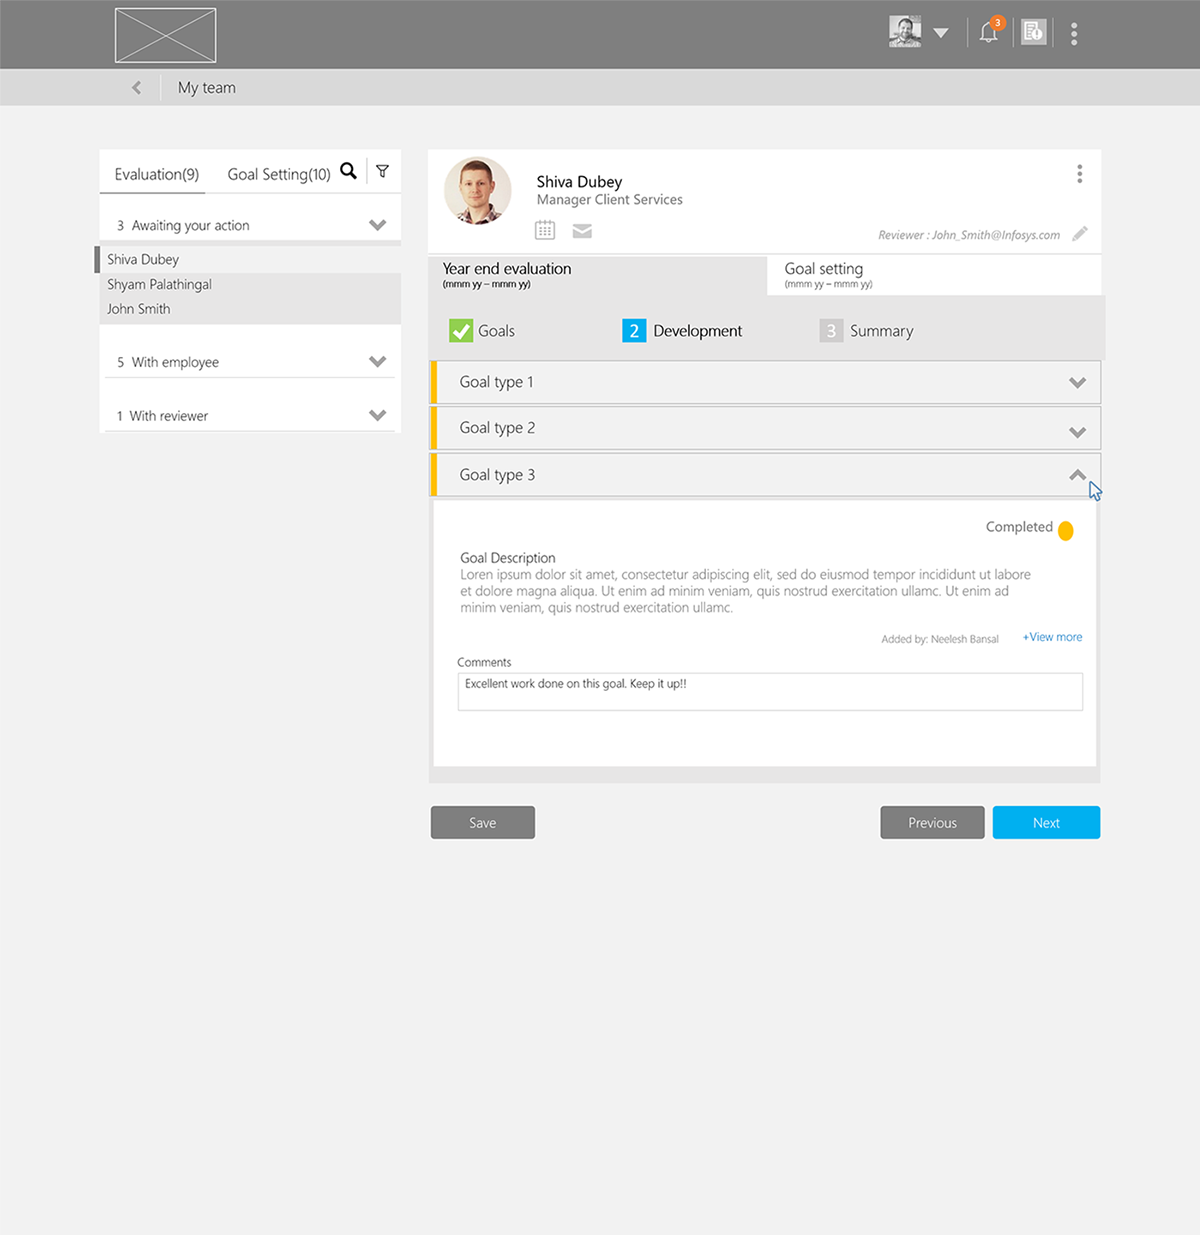 3
My team
Evaluation(9) Goal Setting(10)
3 Awaiting your action
Shiva Dubey
Shyam Palathingal
John Smith
5 With employee
1 With reviewer
Shiva Dubey
Manager Client Services
Reviewer : John_Smith@Infosys.com
Year end evaluation
(mmm yy – mmm yy)
Goal setting
(mmm yy – mmm yy)
Goals 2 Development 3 Summary
Goal type 1
Goal type 2
Goal type 3
Completed
Goal Description
Loren ipsum dolor sit amet, consectetur adipiscing elit, sed do eiusmod tempor incididunt ut labore
et dolore magna aliqua. Ut enim ad minim veniam, quis nostrud exercitation ullamc. Ut enim ad
minim veniam, quis nostrud exercitation ullamc.
Added by: Neelesh Bansal +View more
Comments
Excellent work done on this goal. Keep it up!!
Save Previous Next